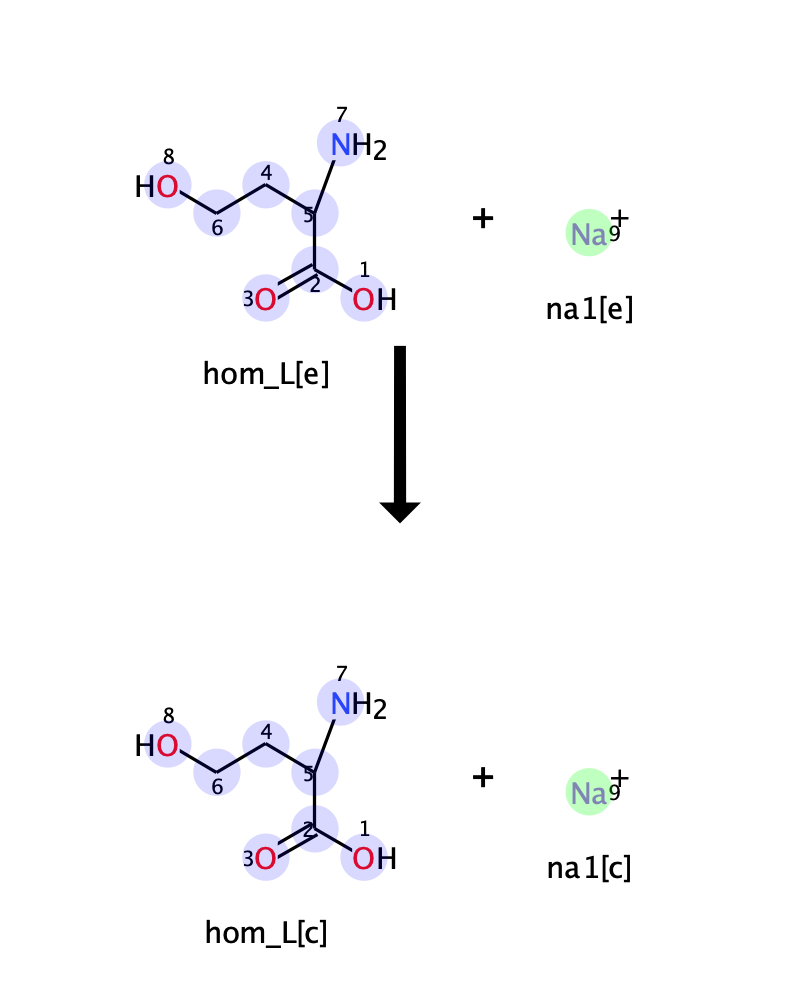 7
NH2
8
HO
4
6
5
2
1
3O
OH
+
Na+
9
hom_L[e]
na1[e]
7
NH2
8
HO
4
6
5
2
1
3O
OH
+
Na+
9
hom_L[c]
na1[c]